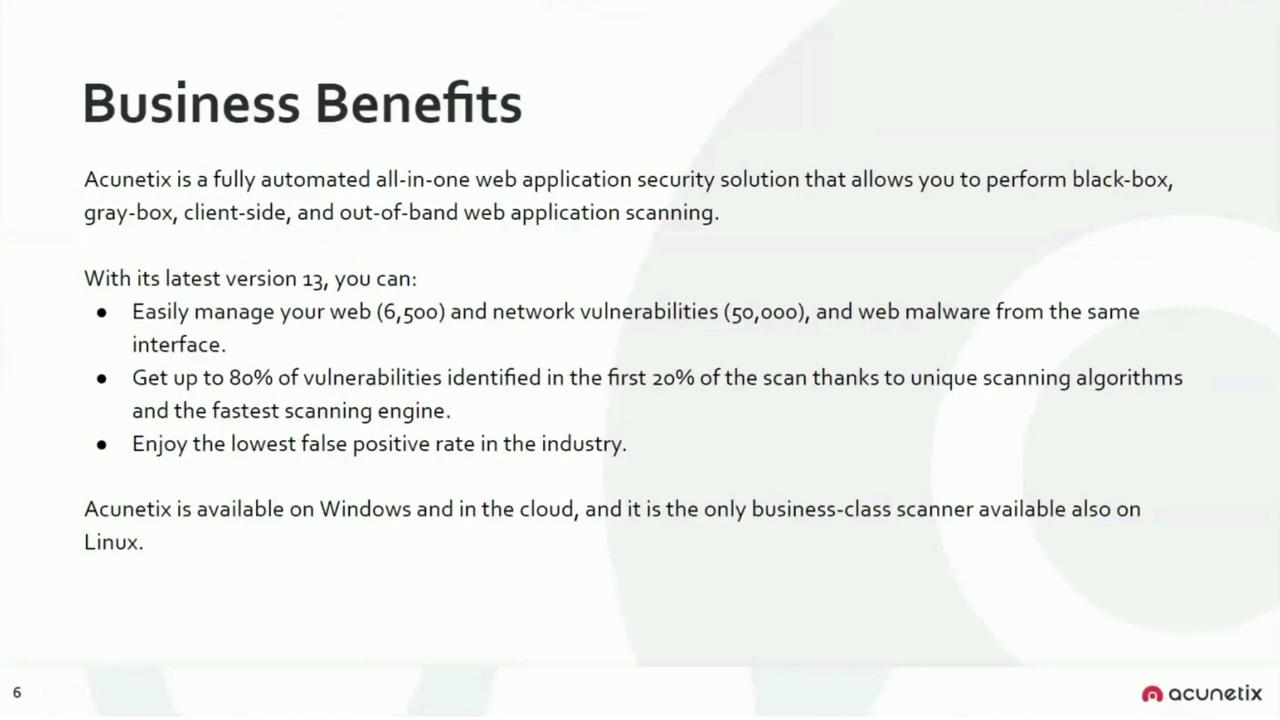 Business Benefits
Acunetix is a fully automated all-in-one web application security solution that allows you to perform black-box,
gray-box, client-side, and out-of-band web application scanning.
With its latest version 13, you can:
● Easily manage your web (6,500) and network vulnerabilities (50,000), and web malware from the same
interface.
● Get up to 80% of vulnerabilities identified in the first 20% of the scan thanks to unique scanning algorithms
and the fastest scanning engine.
● Enjoy the lowest false positive rate in the industry.
Acunetix is available on Windows and in the cloud, and it is the only business-class scanner available also on
Linux.
6
acunetix